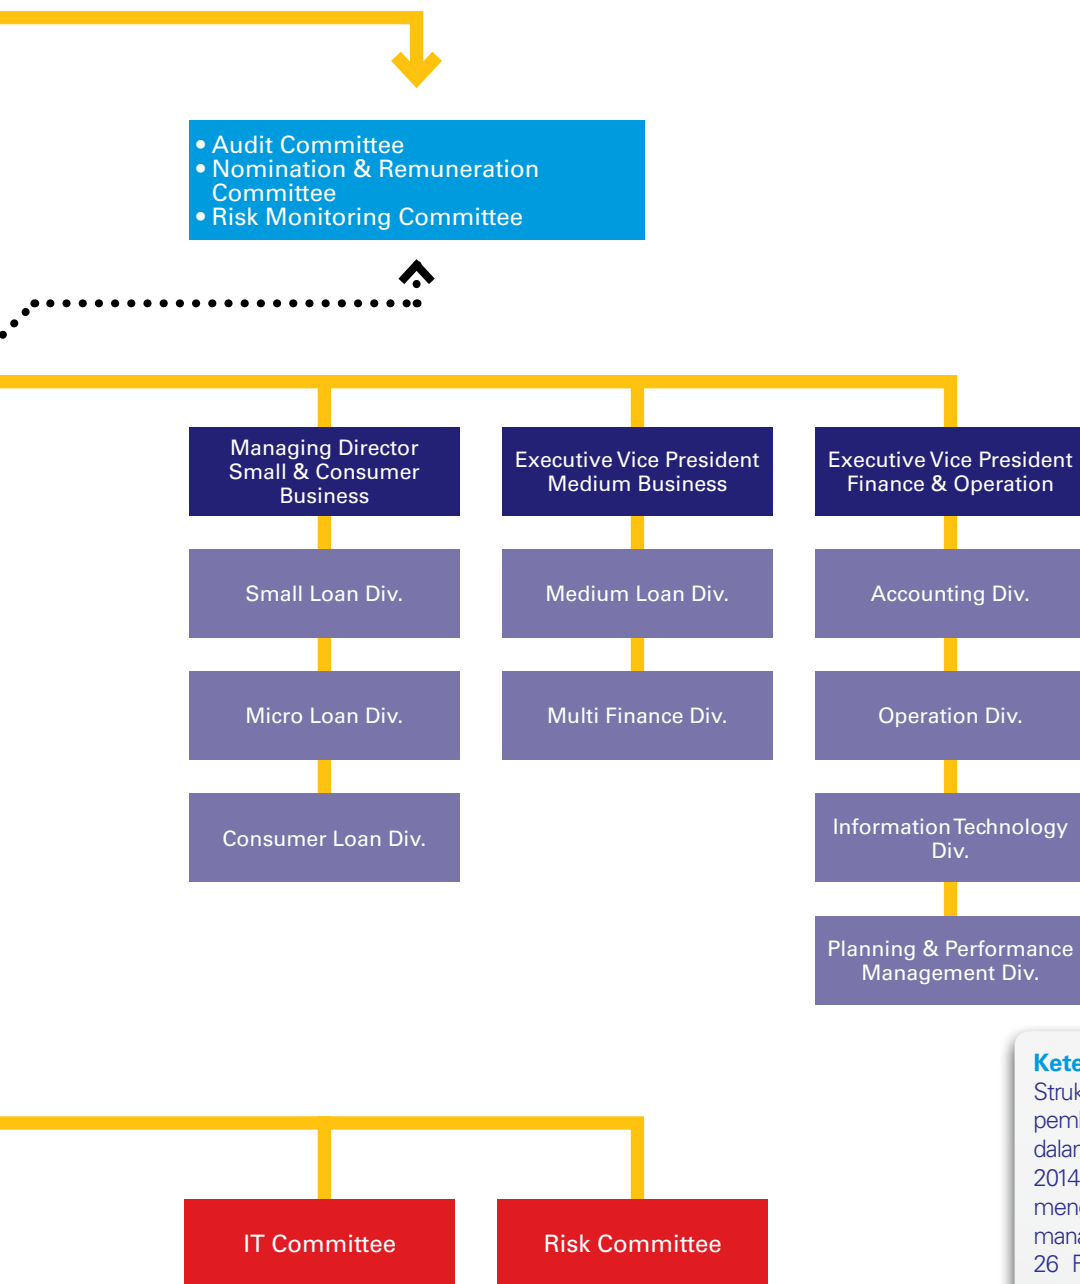 • Audit Committee
• Nomination & Remuneration
Committee
• Risk Monitoring Committee
Managing Director
Small & Consumer
Business
Executive Vice President
Medium Business
Executive Vice President
Finance & Operation
Small Loan Div.
Medium Loan Div.
Accounting Div.
Micro Loan Div.
Multi Finance Div.
Operation Div.
Consumer Loan Div.
Information Technology
Div.
Planning & Performance
Management Div.
2014
26
IT Committee
Risk Committee